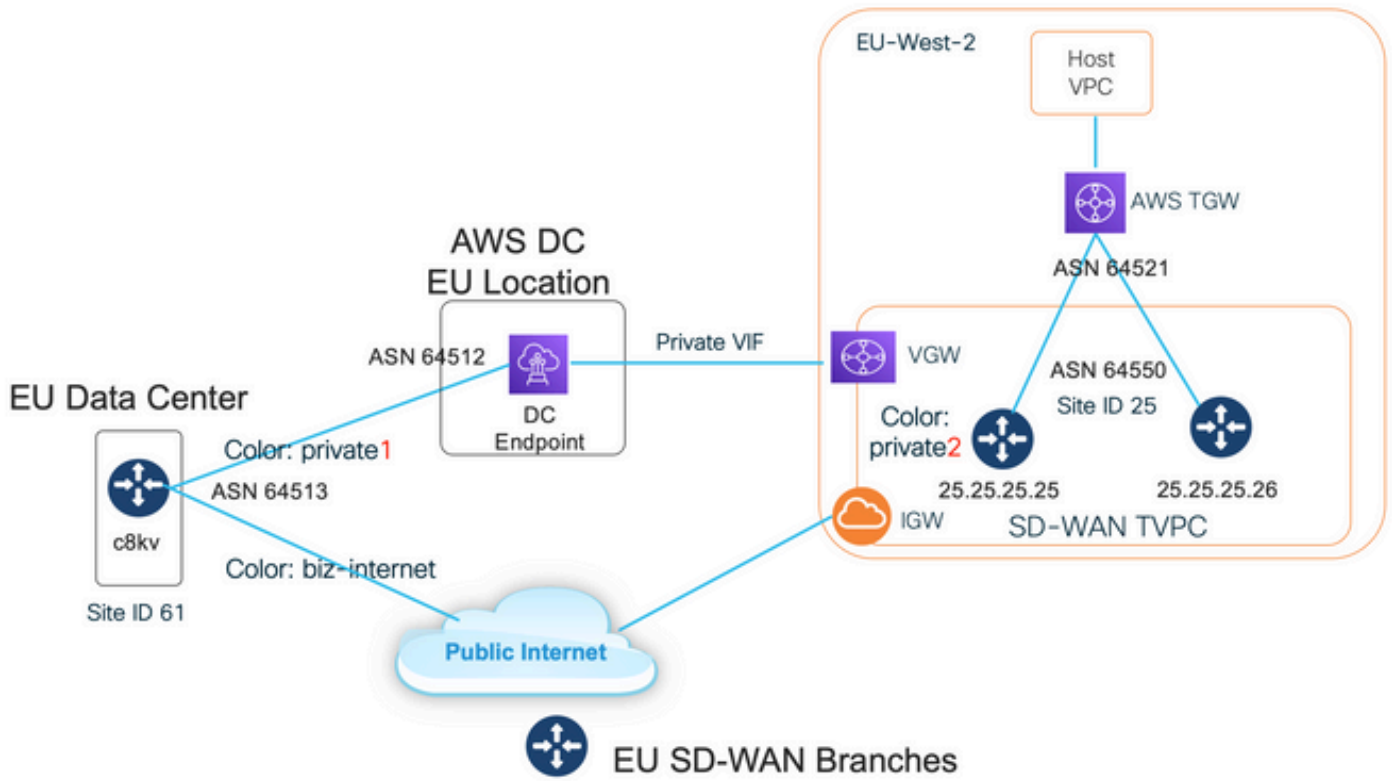 EU-West-2
Host
VPC
AWS TGW
ASN 64521
AWS DC
EU Location
ASN 64512
DC
Endpoint
Private VIF
VGW
ASN 64550
Site ID 25
Color:
private2
25.25.25.25
25.25.25.26
IGW
SD-WAN TVPC
EU Data Center
Color: private1
ASN 64513
c8kv
Color: biz-internet
Site ID 61
Public Internet
EU SD-WAN Branches